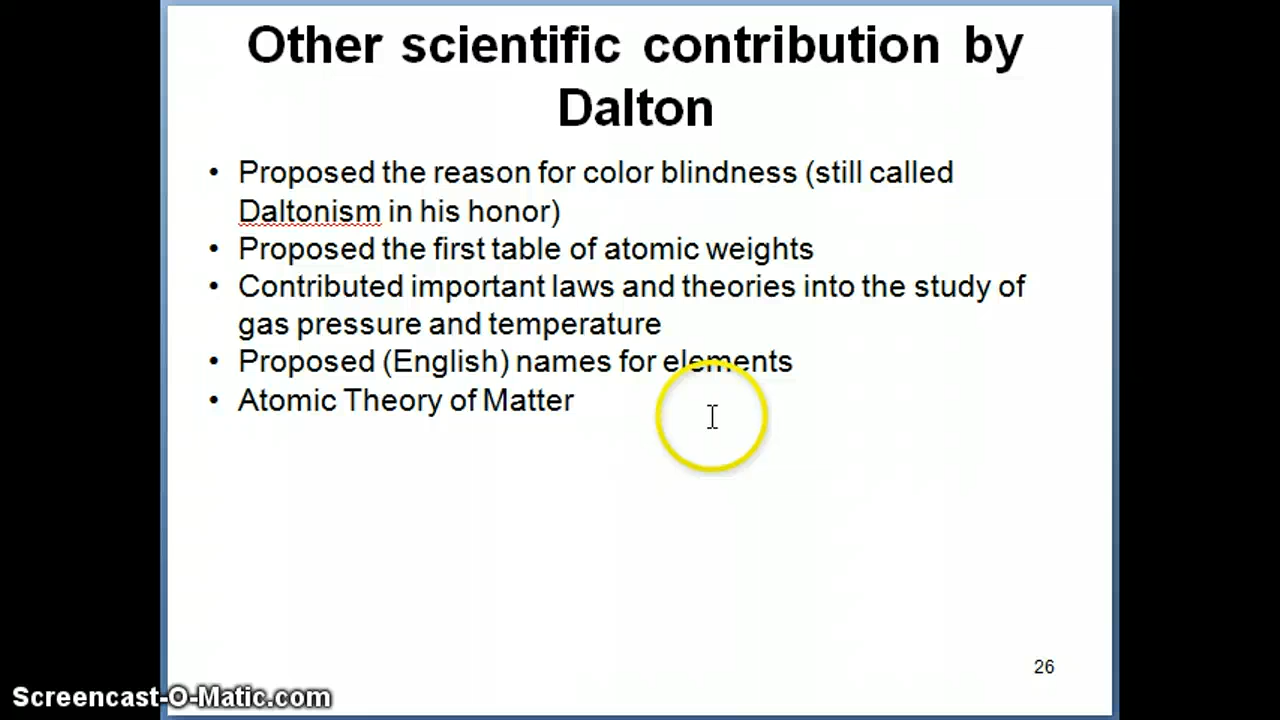 Other scientific contribution by
Dalton
• Proposed the reason for color blindness (still called
Daltonism in his honor)
• Proposed the first table of atomic weights
• Contributed important laws and theories into the study of
gas pressure and temperature
• Proposed (English) names for elements
• Atomic Theory of Matter
26
Screencast-O-Matic.com